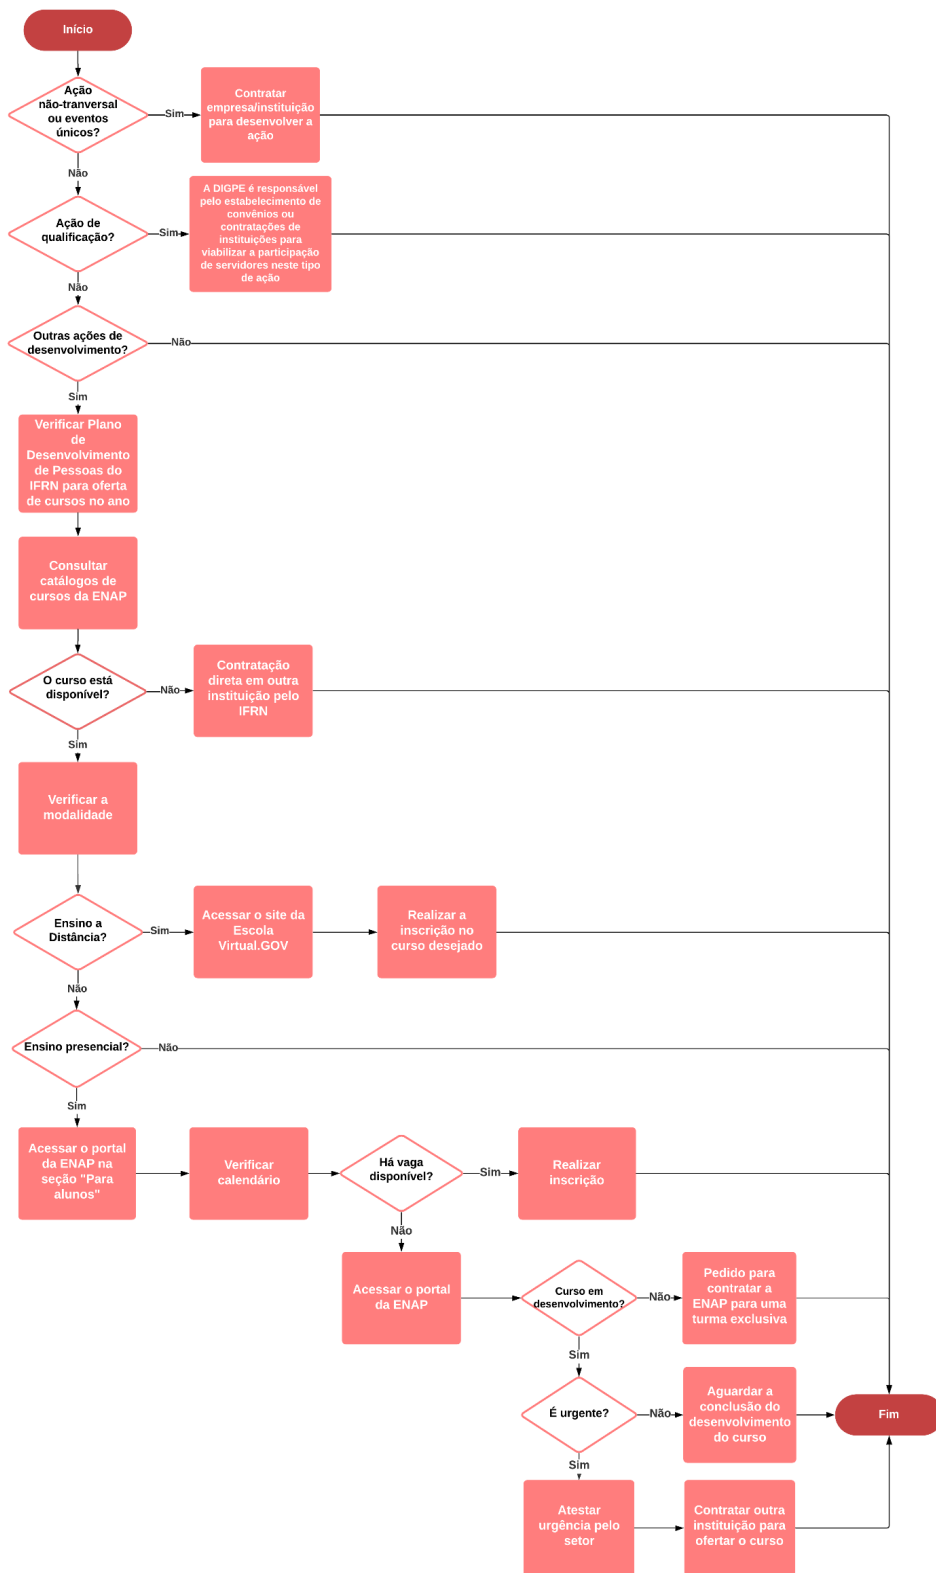 Início
Ação
não-tranversal
ou eventos
únicos?
Sim
Contratar
empresa/instituição
para desenvolver a
ação
Não
Ação de
qualificação?
Sim
A DIGPE é responsável
pelo estabelecimento de
convênios ou
contratações de
instituições para
viabilizar a participação
de servidores neste tipo
de ação
Não
Outras ações de
desenvolvimento?
Não
Sim
Verificar Plano
de
Desenvolvimento
de Pessoas do
IFRN para oferta
de cursos no ano
Consultar
catálogos de
cursos da ENAP
O curso está
disponível?
Não
Contratação
direta em outra
instituição pelo
IFRN
Sim
Verificar a
modalidade
Ensino a
Distância?
Sim
Acessar o site da
Escola
Virtual.GOV
Realizar a
inscrição no
curso desejado
Não
Ensino presencial?
Não
Sim
Acessar o portal
da ENAP na
seção "Para
alunos"
Verificar
calendário
Há vaga
disponível?
Sim
Realizar
inscrição
Não
Acessar o portal
da ENAP
Curso em
desenvolvimento?
Não
Pedido para
contratar a
ENAP para uma
turma exclusiva
Sim
É urgente?
Não
Aguardar a
conclusão do
desenvolvimento
do curso
Fim
Sim
Atestar
urgência pelo
setor
Contratar outra
instituição para
ofertar o curso